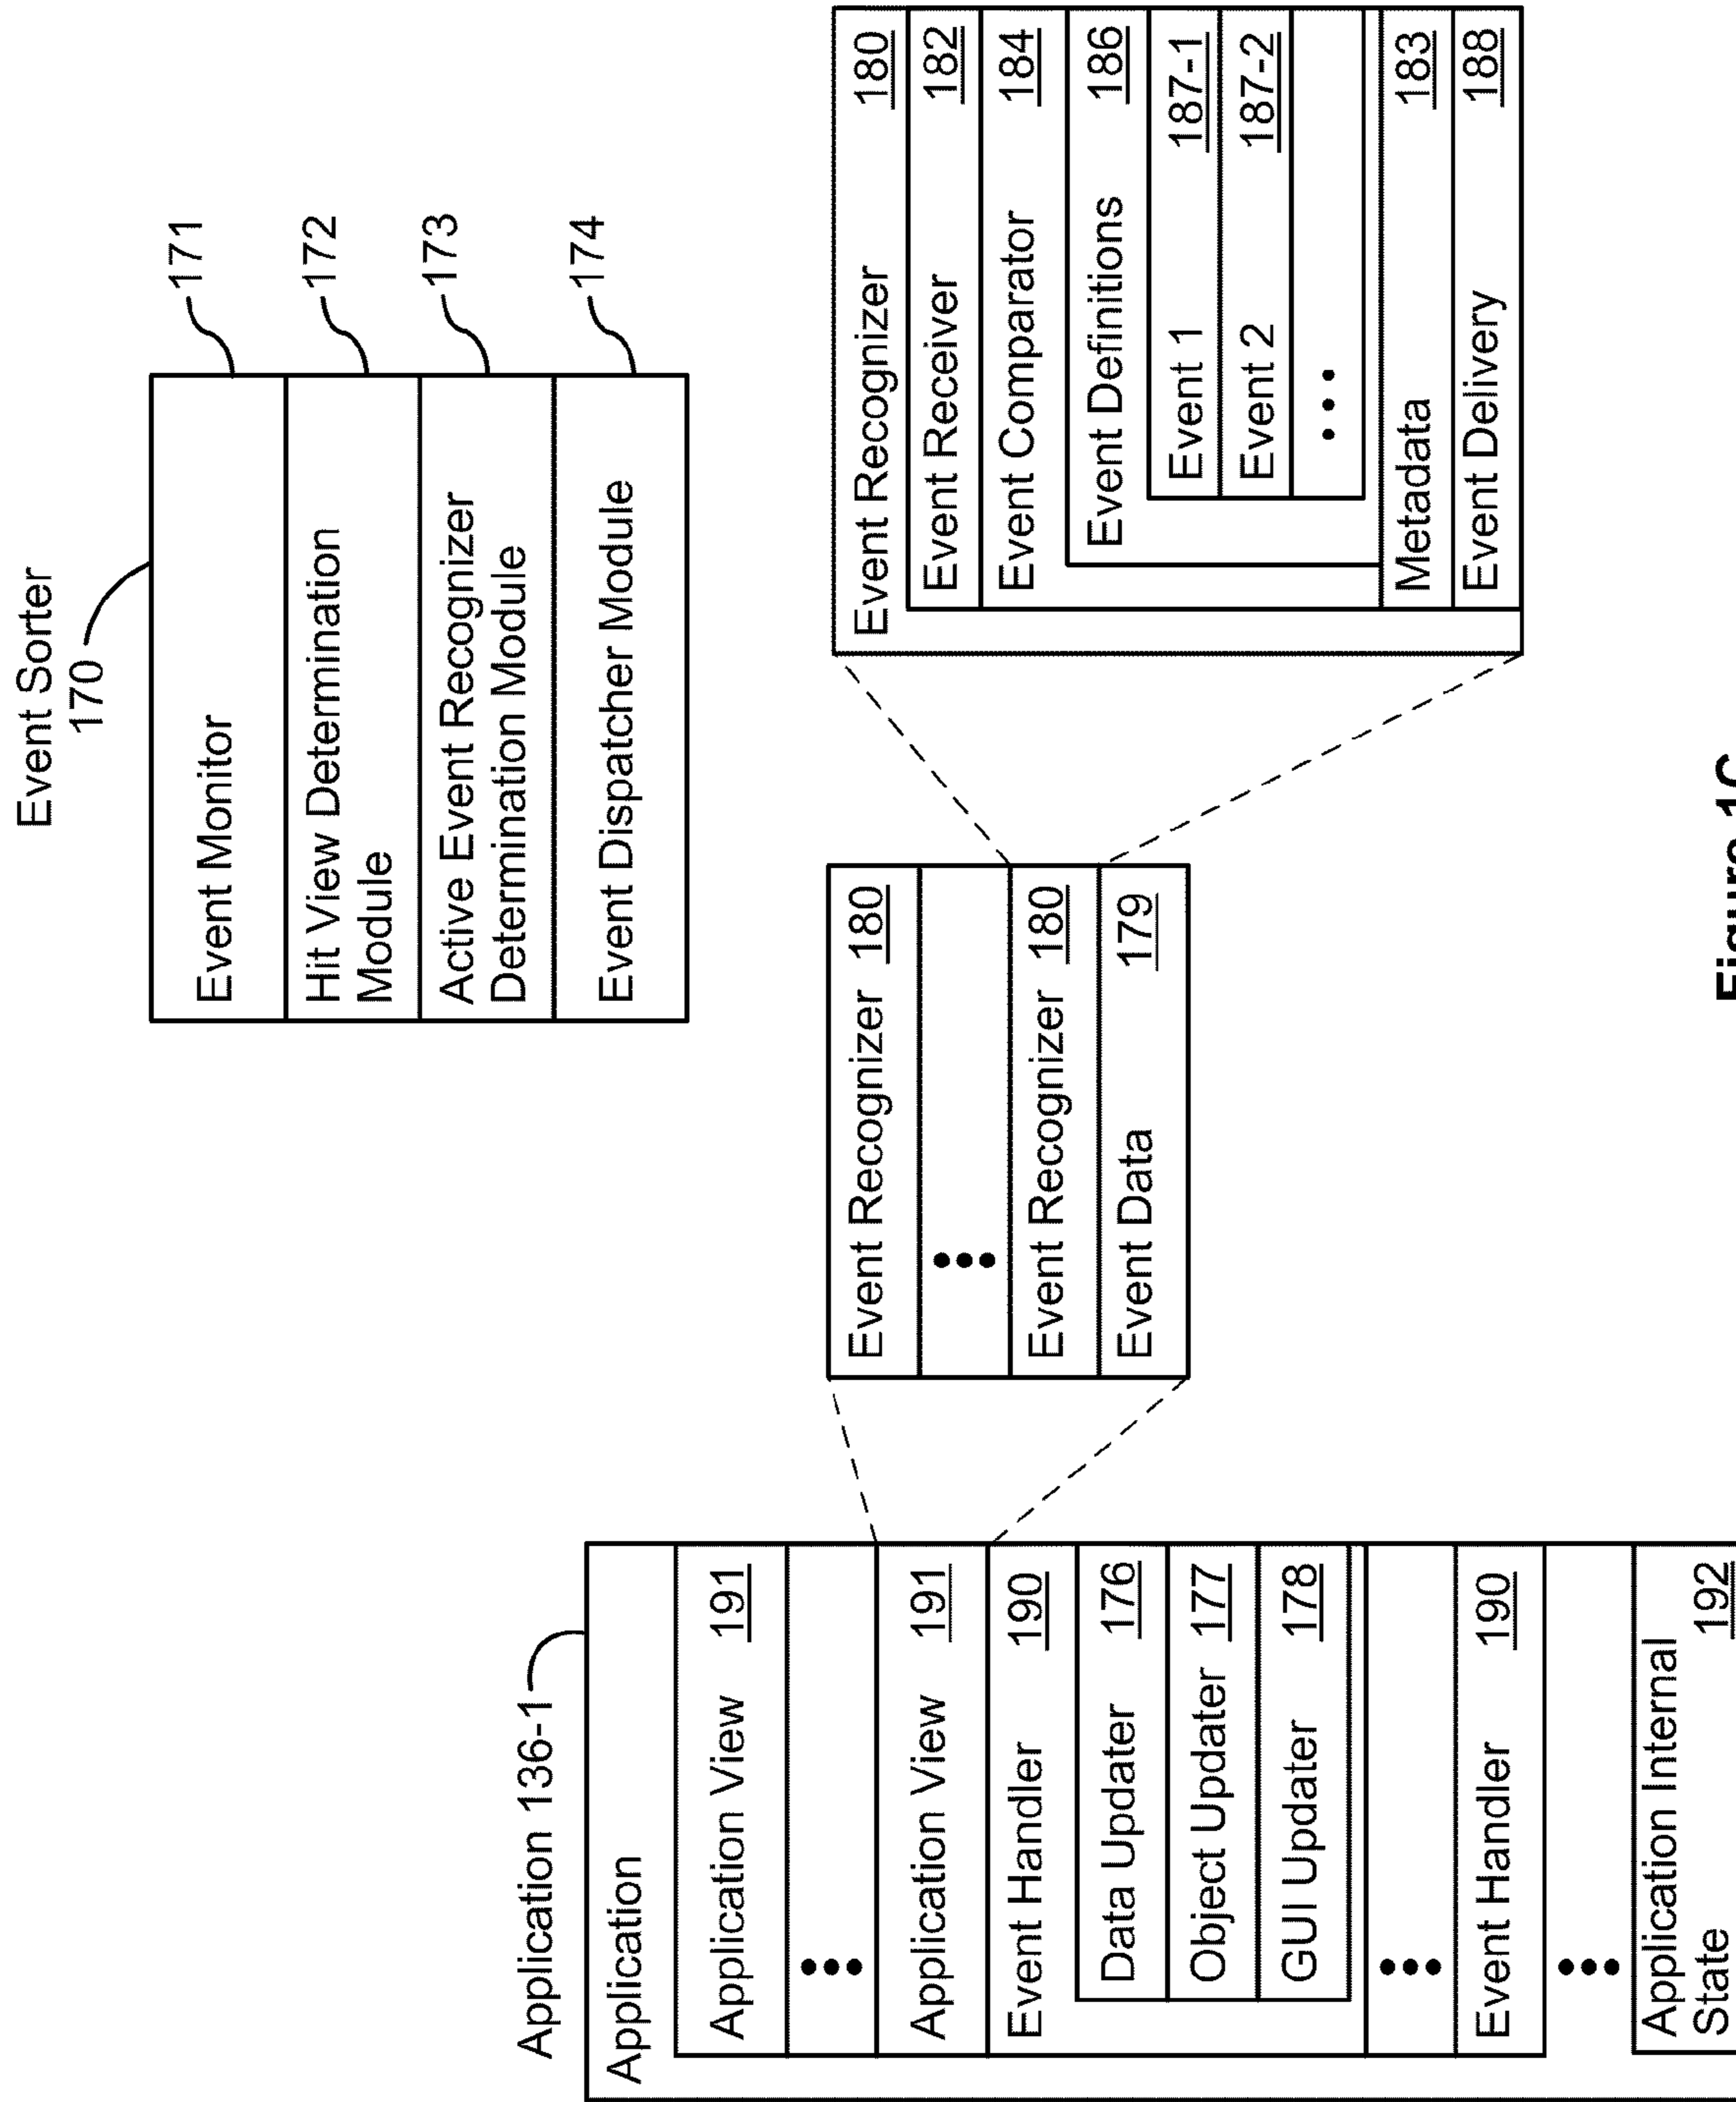 Event Sorter
170
Event Monitor
171
Hit View Determination
Module
172
Active Event Recognizer
Determination Module
173
Event Dispatcher Module
174
Application 136-1
Application
Application View 191
Application View 191
Event Handler 190
Data Updater 176
Object Updater 177
GUI Updater 178
Event Handler 190
Application Internal
State 192
Event Recognizer 180
Event Recognizer 180
Event Data 179
Event Recognizer 180
Event Receiver 182
Event Comparator 184
Event Definitions 186
Event 1 187-1
Event 2 187-2
Metadata 183
Event Delivery 188
Figure 1C